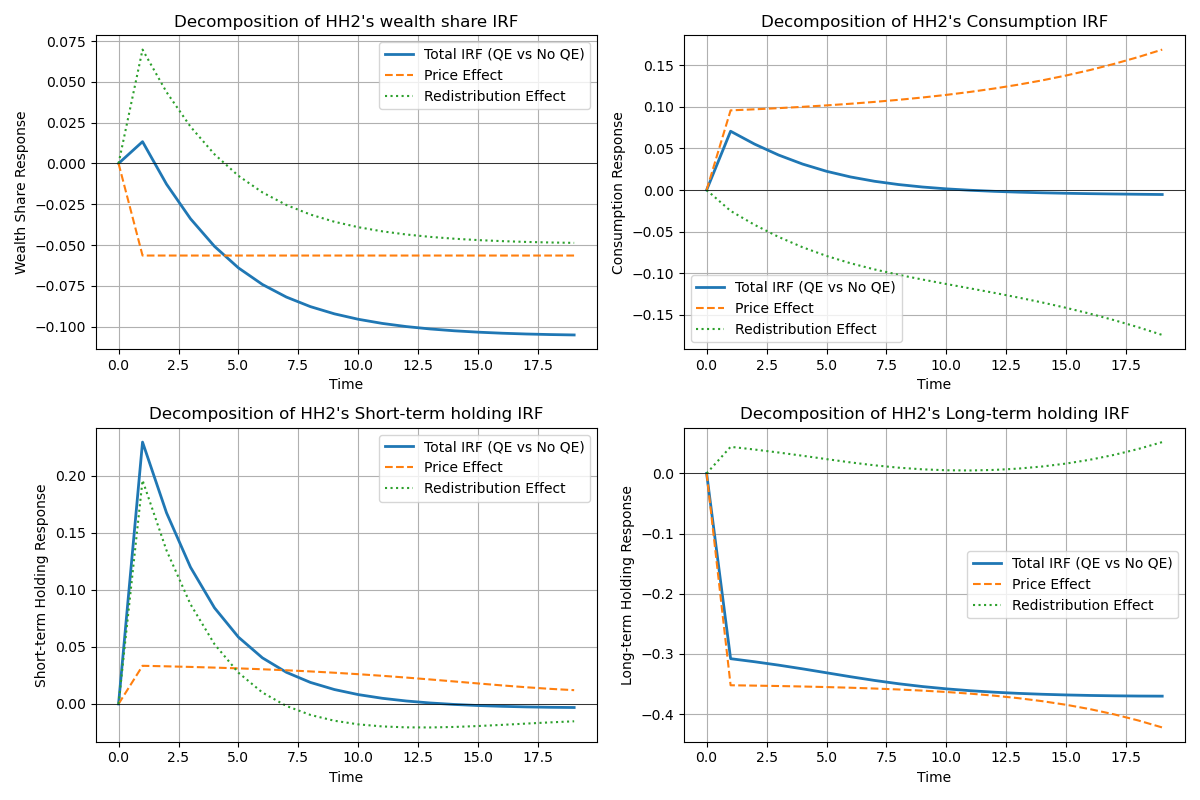 Decomposition of HH2's wealth share IRF
Wealth Share Response
0.075
0.050
0.025
0.000
−0.025
−0.050
−0.075
−0.100
Total IRF (QE vs No QE)
Price Effect
Redistribution Effect
0.0 2.5 5.0 7.5 10.0 12.5 15.0 17.5
Time
Decomposition of HH2's Consumption IRF
Consumption Response
0.15
0.10
0.05
0.00
−0.05
−0.10
−0.15
Total IRF (QE vs No QE)
Price Effect
Redistribution Effect
0.0 2.5 5.0 7.5 10.0 12.5 15.0 17.5
Time
Decomposition of HH2's Short-term holding IRF
Short-term Holding Response
0.20
0.15
0.10
0.05
0.00
Total IRF (QE vs No QE)
Price Effect
Redistribution Effect
0.0 2.5 5.0 7.5 10.0 12.5 15.0 17.5
Time
Decomposition of HH2's Long-term holding IRF
Long-term Holding Response
0.0
−0.1
−0.2
−0.3
−0.4
Total IRF (QE vs No QE)
Price Effect
Redistribution Effect
0.0 2.5 5.0 7.5 10.0 12.5 15.0 17.5
Time